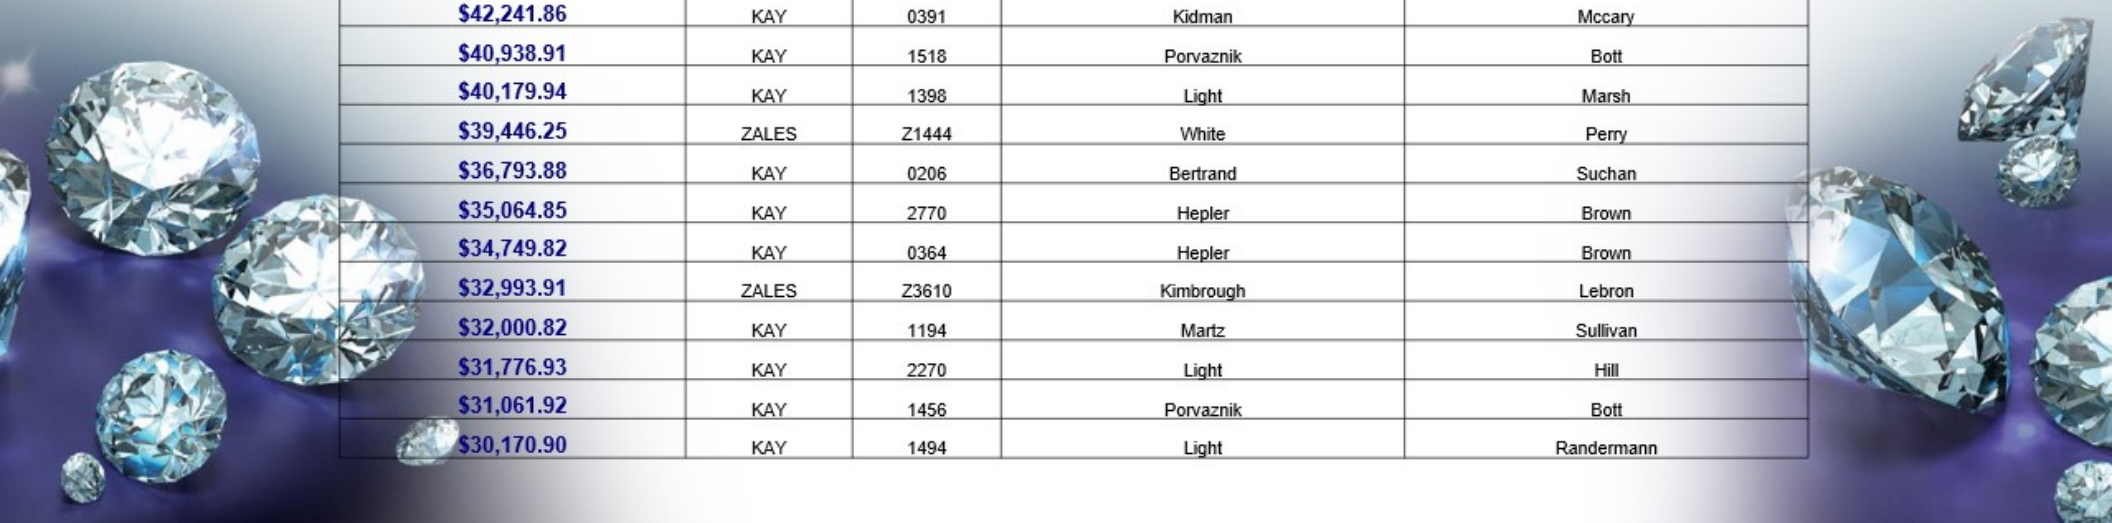 $42,241.86 KAY 0391 Kidman Mccary
$40,938.91 KAY 1518 Porvaznik Bott
$40,179.94 KAY 1398 Light Marsh
$39,446.25 ZALES Z1444 White Perry
$36,793.88 KAY 0206 Bertrand Suchan
$35,064.85 KAY 2770 Hepler Brown
$34,749.82 KAY 0364 Hepler Brown
$32,993.91 ZALES Z3610 Kimbrough Lebron
$32,000.82 KAY 1194 Martz Sullivan
$31,776.93 KAY 2270 Light Hill
$31,061.92 KAY 1456 Porvaznik Bott
$30,170.90 KAY 1494 Light Randermann